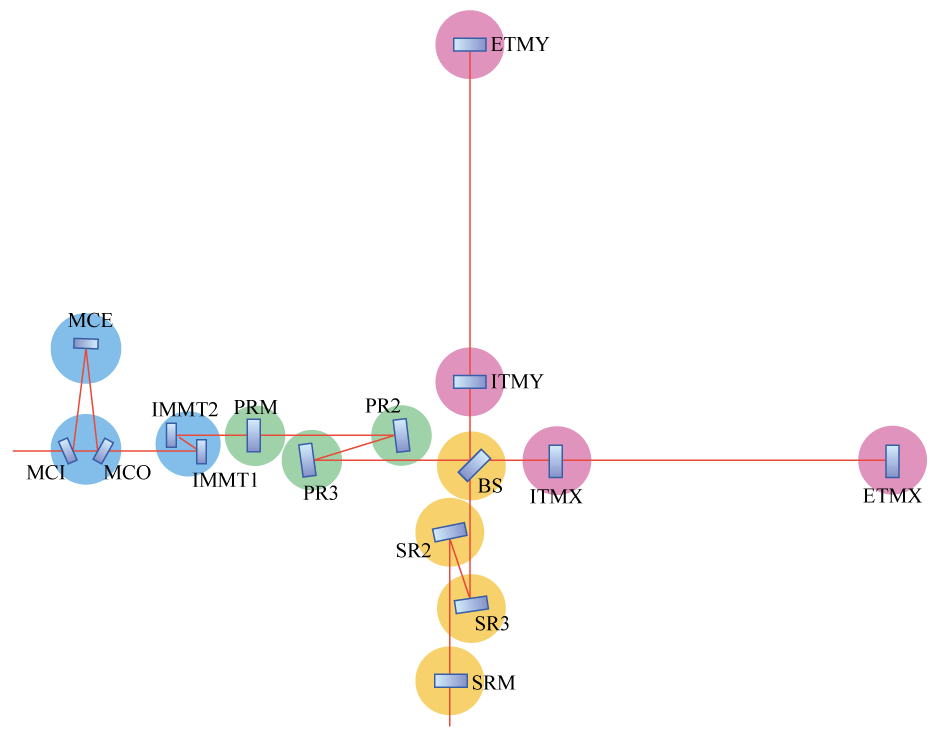 ETMY
MCE
ITMY
IMMT2
PRM
PR2
MCI
MCO
IMMT1
PR3
BS
ITMX
ETMX
SR2
SR3
SRM